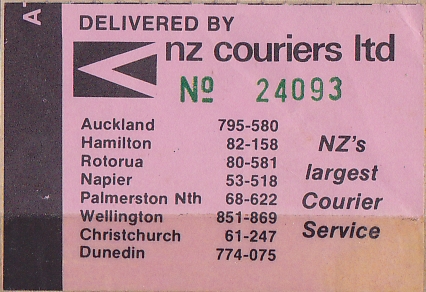 A
DELIVERED BY
nz couriers ltd
Nº 24093
Auckland 795-580
Hamilton 82-158
Rotorua 80-581
Napier 53-518
Palmerston Nth 68-622
Wellington 851-869
Christchurch 61-247
Dunedin 774-075
NZ's
largest
Courier
Service